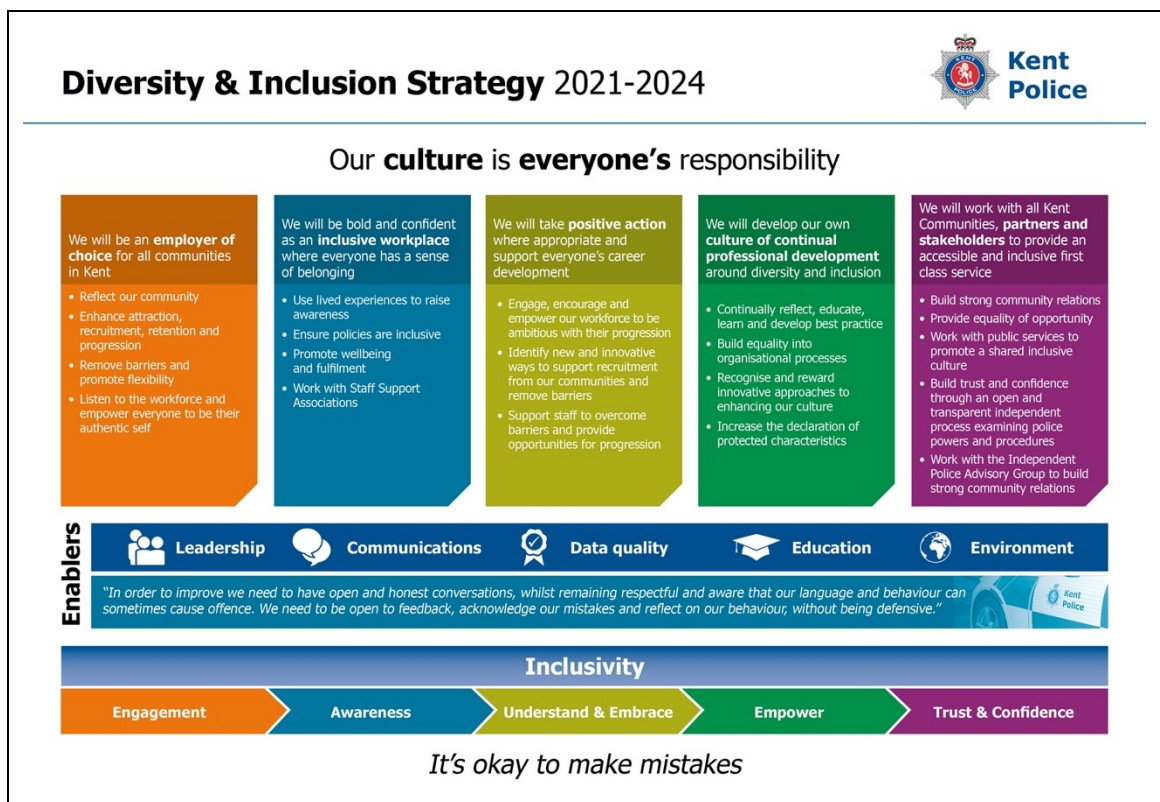 Diversity & Inclusion Strategy 2021-2024
Kent
Police
Our culture is everyone's responsibility
We will be an employer of
choice for all communities
in Kent
• Reflect our community
• Enhance attraction,
recruitment, retention and
progression
• Remove barriers and
promote flexibility
• Listen to the workforce and
empower everyone to be their
authentic self
We will be bold and confident
as an inclusive workplace
where everyone has a sense
of belonging
• Use lived experiences to raise
awareness
• Ensure policies are inclusive
• Promote wellbeing
and fulfilment
• Work with Staff Support
Associations
We will take positive action
where appropriate and
support everyone's career
development
• Engage, encourage and
empower our workforce to be
ambitious with their progression
• Identify new and innovative
ways to support recruitment
from our communities and
remove barriers
• Support staff to overcome
barriers and provide
opportunities for progression
We will develop our own
culture of continual
professional development
around diversity and inclusion
• Continually reflect, educate,
learn and develop best practice
• Build equality into
organisational processes
• Recognise and reward
innovative approaches to
enhancing our culture
• Increase the declaration of
protected characteristics
We will work with all Kent
Communities, partners and
stakeholders to provide an
accessible and inclusive first
class service
• Build strong community relations
• Provide equality of opportunity
• Work with public services to
promote a shared inclusive
culture
• Build trust and confidence
through an open and
transparent independent
process examining police
powers and procedures
• Work with the Independent
Police Advisory Group to build
strong community relations
Enablers
Leadership
Communications
Data quality
Education
Environment
"In order to improve we need to have open and honest conversations, whilst remaining respectful and aware that our language and behaviour can
sometimes cause offence. We need to be open to feedback, acknowledge our mistakes and reflect on our behaviour, without being defensive."
Kent
Police
Inclusivity
Engagement
Awareness
Understand & Embrace
Empower
Trust & Confidence
It's okay to make mistakes